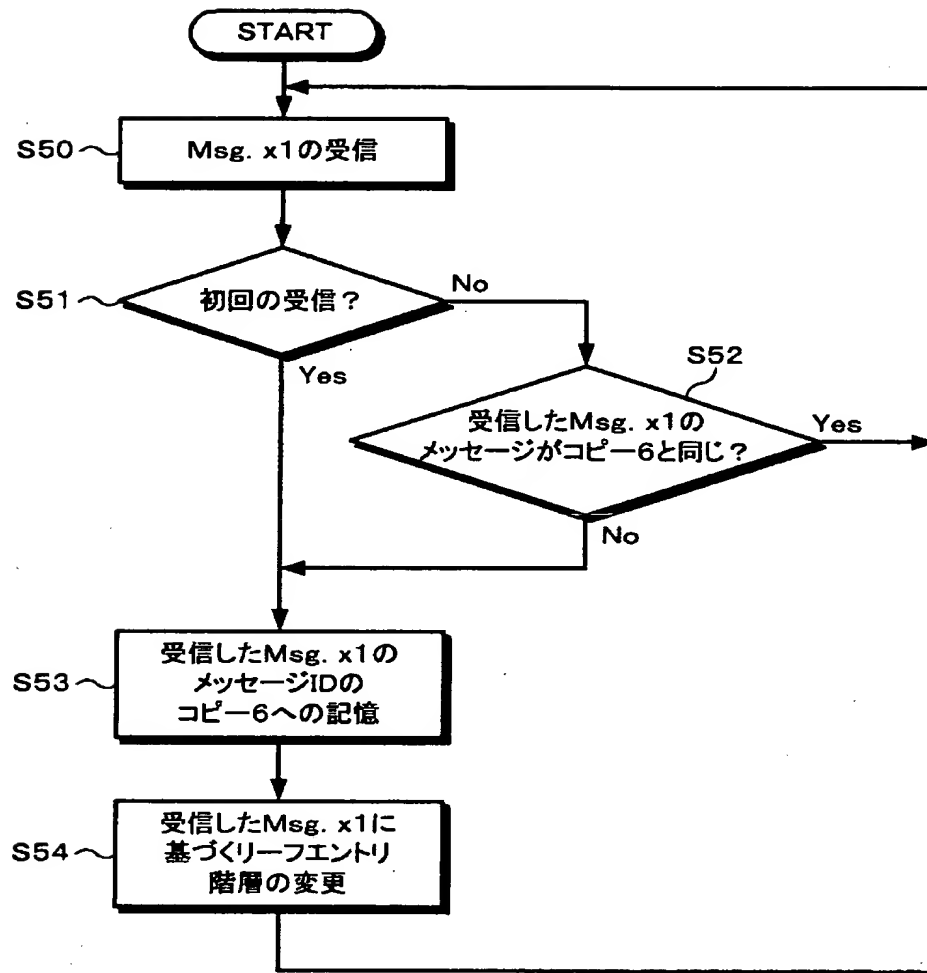 START
S50
Msg. x1の受信
S51
初回の受信？
No
Yes
S52
受信したMsg. x1の
メッセージがコピー6と同じ？
Yes
No
S53
受信したMsg. x1の
メッセージIDの
コピー6への記憶
S54
受信したMsg. x1に
基づくリーフエントリ
階層の変更